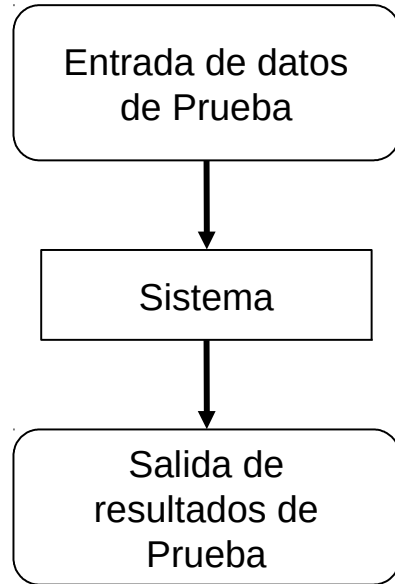 Entrada de datos
de Prueba
Sistema
Salida de
resultados de
Prueba